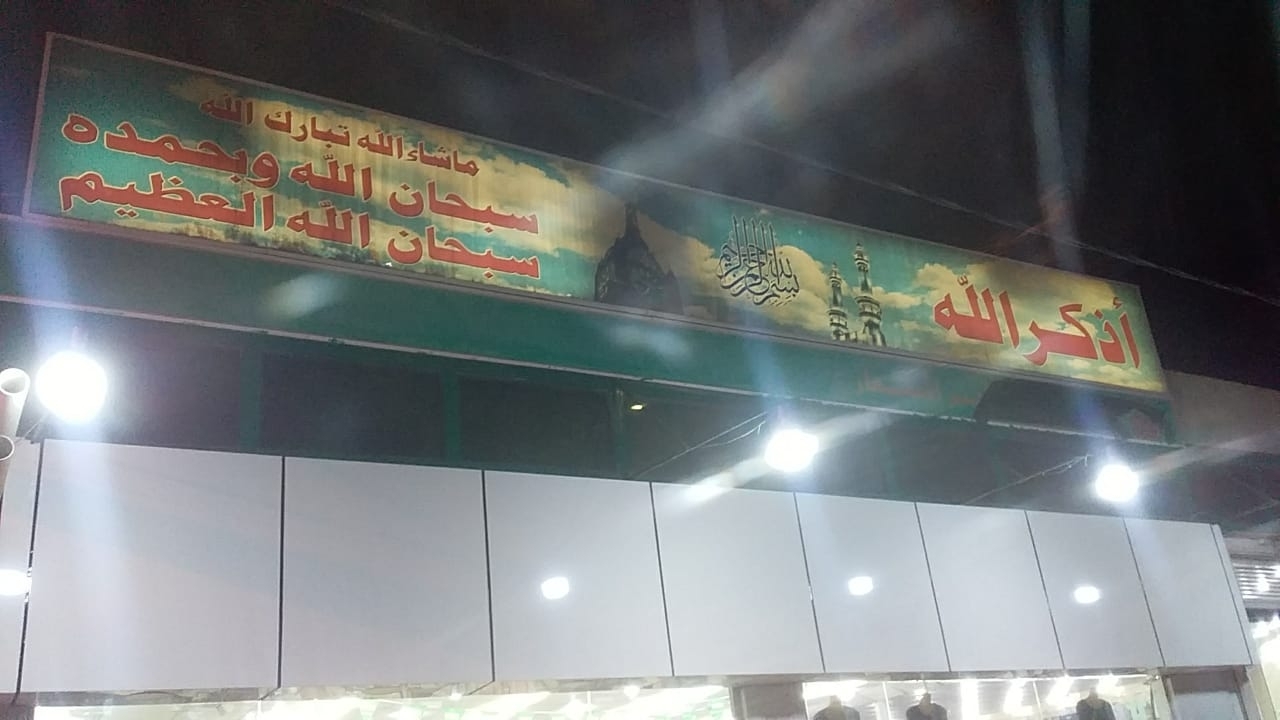 أذكر الله
بسم الله الرحمن الرحيم
ماشاء الله تبارك الله
سبحان الله وبحمده
سبحان الله العظيم